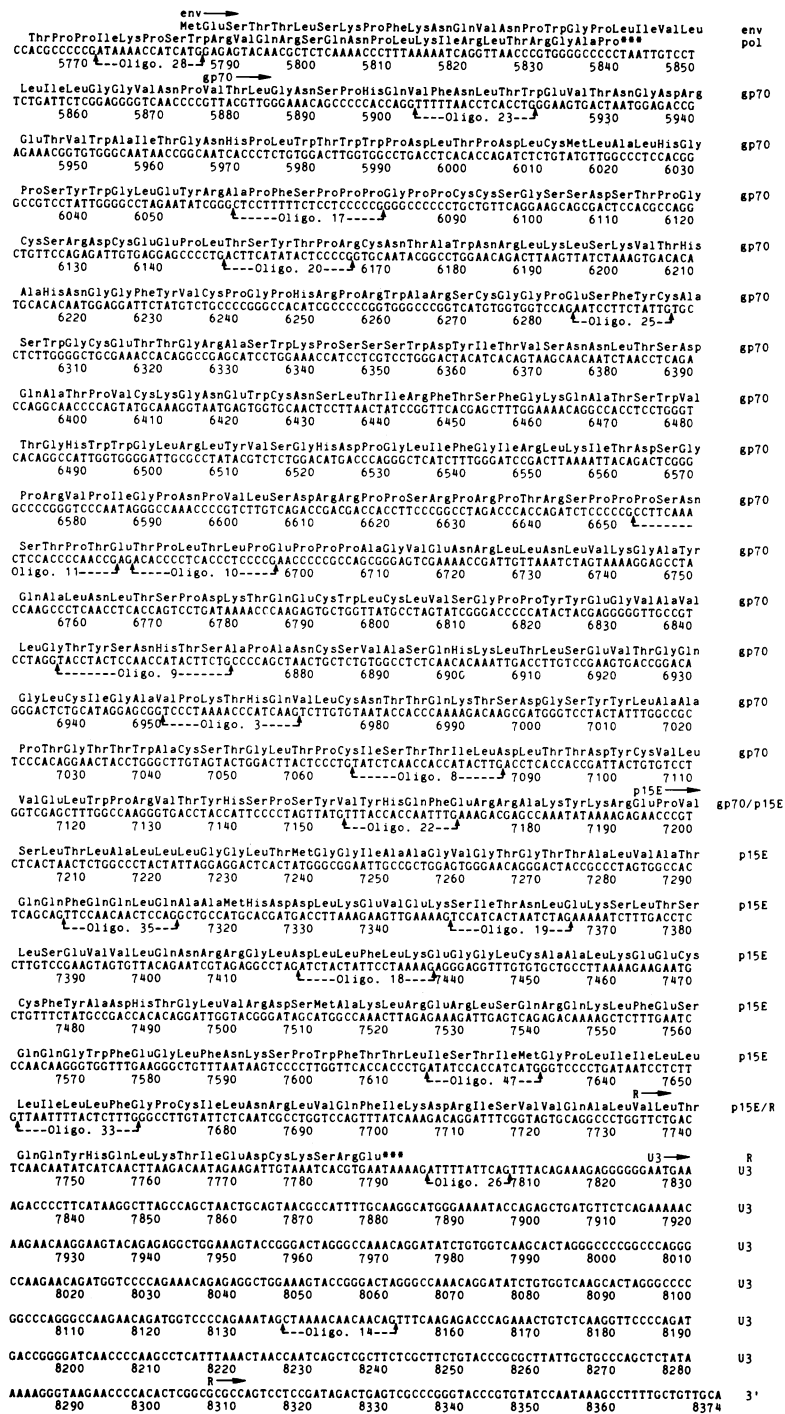 env →
MetGluSerThrThrLeuSerLysProPheLysAsnGlnValAsnProTrpGlyProLeuIleValLeu env
ThrProProIleLysProSerTrpArgValGlnArgSerGlnAsnProLeuLysIleArgLeuThrArgGlyAlaPro*** pol
CCACGCCCCCGATAAAACCATCATGGAGAGTACAACGCTCTCAAAACCCTTTAAAAATCAGGTTAACCCGTGGGGCCCCCTAATTGTCCT
5770 Oligo. 28 5790 5800 5810 5820 5830 5840 5850
gp70 →
LeuIleLeuGlyGlyValAsnProValThrLeuGlyAsnSerProHisGlnValPheAsnLeuThrTrpGluValThrAsnGlyAspArg gp70
TCTGATTCTCGGAGGGGTCAACCCCGTTACGTTGGGAAACAGCCCCCACCAGGTTTTTAACCTCACCTGGGAAGTGACTAATGGAGACCG
5860 5870 5880 5890 5900 Oligo. 23 5930 5940
GluThrValTrpAlaIleThrGlyAsnHisProLeuTrpThrTrpTrpProAspLeuThrProAspLeuCysMetLeuAlaLeuHisGly gp70
AGAAACGGTGTGGGCAATAACCGGCAATCACCCTCTGTGGACTTGGTGGCCTGACCTCACACCAGATCTCTGTATGTTGGCCCTCCACGG
5950 5960 5970 5980 5990 6000 6010 6020 6030
ProSerTyrTrpGlyLeuGluTyrArgAlaProPheSerProProProGlyProProCysCysSerGlySerSerAspSerThrProGly gp70
GCCGTCCTATTGGGGCCTAGAATATCGGGCTCCTTTTTCTCCTCCCCCGGGGCCCCCCTGCTGTTCAGGAAGCAGCGACTCCACGCCAGG
6040 6050 Oligo. 17 6090 6100 6110 6120
CysSerArgAspCysGluGluProLeuThrSerTyrThrProArgCysAsnThrAlaTrpAsnArgLeuLysLeuSerLysValThrHis gp70
CTGTTCCAGAGATTGTGAGGAGCCCCTGACTTCATATACTCCCCGGTGCAATACGGCCTGGAACAGACTTAAGTTATCTAAAGTGACACA
6130 6140 Oligo. 20 6170 6180 6190 6200 6210
AlaHisAsnGlyGlyPheTyrValCysProGlyProHisArgProArgTrpAlaArgSerCysGlyGlyProGluSerPheTyrCysAla gp70
TGCACACAATGGAGGATTCTATGTCTGCCCCGGGCCACATCGCCCCCGGTGGGCCCGGTCATGTGGTGGTCCAGAATCCTTCTATTGTGC
6220 6230 6240 6250 6260 6270 6280 Oligo. 25
SerTrpGlyCysGluThrThrGlyArgAlaSerTrpLysProSerSerSerTrpAspTyrIleThrValSerAsnAsnLeuThrSerAsp gp70
CTCTTGGGGCTGCGAAACCACAGGCCGAGCATCCTGGAAACCATCCTCGTCCTGGGACTACATCACAGTAAGCAACAATCTAACCTCAGA
6310 6320 6330 6340 6350 6360 6370 6380 6390
GlnAlaThrProValCysLysGlyAsnGluTrpCysAsnSerLeuThrIleArgPheThrSerPheGlyLysGlnAlaThrSerTrpVal gp70
CCAGGCAACCCCAGTATGCAAAGGTAATGAGTGGTGCAACTCCTTAACTATCCGGTTCACGAGCTTTGGAAAACAGGCCACCTCCTGGGT
6400 6410 6420 6430 6440 6450 6460 6470 6480
ThrGlyHisTrpTrpGlyLeuArgLeuTyrValSerGlyHisAspProGlyLeuIlePheGlyIleArgLeuLysIleThrAspSerGly gp70
CACAGGCCATTGGTGGGGATTGCGCCTATACGTCTCTGGACATGACCCAGGGCTCATCTTTGGGATCCGACTTAAAATTACAGACTCGGG
6490 6500 6510 6520 6530 6540 6550 6560 6570
ProArgValProIleGlyProAsnProValLeuSerAspArgArgProProSerArgProArgProThrArgSerProProProSerAsn gp70
GCCCCGGGTCCCAATAGGGCCAAACCCCGTCTTGTCAGACCGACGACCACCTTCCCGGCCTAGACCCACCAGATCTCCCCCGCCTTCAAA
6580 6590 6600 6610 6620 6630 6640 6650
SerThrProThrGluThrProLeuThrLeuProGluProProProAlaGlyValGluAsnArgLeuLeuAsnLeuValLysGlyAlaTyr gp70
CTCCACCCCCAACCGAGACACCCCTCACCCTCCCCGAACCCCCGCCAGCGGGAGTCGAAAACCGATTGTTAAATCTAGTAAAAGGAGCCTA
Oligo. 11 Oligo. 10 6700 6710 6720 6730 6740 6750
GlnAlaLeuAsnLeuThrSerProAspLysThrGlnGluCysTrpLeuCysLeuValSerGlyProProTyrTyrGluGlyValAlaVal gp70
CCAAGCCCTCAACCTCACCAGTCCTGATAAAACCCAAGAGTGCTGGTTATGCCTAGTATCGGGACCCCCATACTACGAGGGGGTTGCCGT
6760 6770 6780 6790 6800 6810 6820 6830 6840
LeuGlyThrTyrSerAsnHisThrSerAlaProAlaAsnCysSerValAlaSerGlnHisLysLeuThrLeuSerGluValThrGlyGln gp70
CCTAGGTACCTACTCCAACCATACTTCTGCCCCAGCTAACTGCTCTGTGGCCTCTCAACACAAATTGACCTTGTCCGAAGTGACCGGACA
Oligo. 9 6880 6890 6900 6910 6920 6930
GlyLeuCysIleGlyAlaValProLysThrHisGlnValLeuCysAsnThrThrGlnLysThrSerAspGlySerTyrTyrLeuAlaAla gp70
GGGACTCTGCATAGGAGCGGTCCCTAAAACCCATCAAGTCTTGTGTAATACCACCCAAAAGACAAGCGATGGGTCCTACTATTTGGCCGC
6940 6950 Oligo. 3 6980 6990 7000 7010 7020
ProThrGlyThrThrTrpAlaCysSerThrGlyLeuThrProCysIleSerThrThrIleLeuAspLeuThrThrAspTyrCysValLeu gp70
TCCCACAGGAACTACCTGGGCTTGTAGTACTGGACTTACTCCCTGTATCTCAACCACCATACTTGACCTCACCACCGATTACTGTGTCCT
7030 7040 7050 7060 Oligo. 8 7090 7100 7110
p15E →
ValGluLeuTrpProArgValThrTyrHisSerProSerTyrValTyrHisGlnPheGluArgArgAlaLysTyrLysArgGluProVal gp70/p15E
GGTCGAGCTTTGGCCAAGGGTGACCTACCATTCCCCTAGTTATGTTTACCACCAATTTGAAAGACGAGCCAAATATAAAAGAGAACCCGT
7120 7130 7140 7150 Oligo. 22 7180 7190 7200
SerLeuThrLeuAlaLeuLeuLeuGlyGlyLeuThrMetGlyGlyIleAlaAlaGlyValGlyThrGlyThrThrAlaLeuValAlaThr p15E
CTCACTAACTCTGGCCCTACTATTAGGAGGACTCACTATGGGCGGAATTGCCGCTGGAGTGGGAACAGGGACTACCGCCCTAGTGGCCAC
7210 7220 7230 7240 7250 7260 7270 7280 7290
GlnGlnPheGlnGlnLeuGlnAlaAlaMetHisAspAspLeuLysGluValGluLysSerIleThrAsnLeuGluLysSerLeuThrSer p15E
TCAGCAGTTCCAACAACTCCAGGCTGCCATGCACGATGACCTTAAAGAAGTTGAAAAGTCCATCACTAATCTAGAAAAATCTTTGACCTC
Oligo. 35 7320 7330 7340 Oligo. 19 7370 7380
LeuSerGluValValLeuGlnAsnArgArgGlyLeuAspLeuLeuPheLeuLysGluGlyGlyLeuCysAlaAlaLeuLysGluGluCys p15E
CTTGTCCGAAGTAGTGTTACAGAATCGTAGAGGCCTAGATCTACTATTCCTAAAAGAGGGAGGTTTGTGTGCTGCCTTAAAAGAAGAATG
7390 7400 7410 Oligo. 18 7440 7450 7460 7470
CysPheTyrAlaAspHisThrGlyLeuValArgAspSerMetAlaLysLeuArgGluArgLeuSerGlnArgGlnLysLeuPheGluSer p15E
CTGTTTCTATGCCGACCACACAGGATTGGTACGGGATAGCATGGCCAAACTTAGAGAAAGATTGAGTCAGAGACAAAAGCTCTTTGAATC
7480 7490 7500 7510 7520 7530 7540 7550 7560
GlnGlnGlyTrpPheGluGlyLeuPheAsnLysSerProTrpPheThrThrLeuIleSerThrIleMetGlyProIleIleLeuLeu p15E
CCAACAAGGGTGGTTTGAAGGGCTGTTTAATAAGTCCCCTTGGTTCACCACCCTGATATCCACCATCATGGGTCCCCTGATAATCCTCTT
7570 7580 7590 7600 7610 Oligo. 47 7640 7650
R →
LeuIleLeuLeuPheGlyProCysIleLeuAsnArgLeuValGlnPheIleLysAspArgIleSerValValGlnAlaLeuValLeuThr p15E/R
GTTAATTTTACTCTTTGGGCCTTGTATTCTCAATCGCCTGGTCCAGTTTATCAAAGACAGGATTTCGGTAGTGCAGGCCCTGGTTCTGAC
Oligo. 33 7680 7690 7700 7710 7720 7730 7740
GlnGlnTyrHisGlnLeuLysThrIleGluAspCysLysSerArgGlu*** U3 → R
TCAACAATATCATCAACTTAAGACAATAGAAGATTGTAAATCACGTGAATAAAAGATTTTATTCAGTTTACAGAAAGAGGGGGGAATGAA U3
7750 7760 7770 7780 7790 Oligo. 26 7810 7820 7830
AGACCCCTTCATAAGGCTTAGCCAGCTAACTGCAGTAACGCCATTTTGCAAGGCATGGGAAAATACCAGAGCTGATGTTCTCAGAAAAAC U3
7840 7850 7860 7870 7880 7890 7900 7910 7920
AAGAACAAGGAAGTACAGAGAGGCTGGAAAGTACCGGGACTAGGGCCAAACAGGATATCTGTGGTCAAGCACTAGGGCCCCGGCCCAGGG U3
7930 7940 7950 7960 7970 7980 7990 8000 8010
CCAAGAACAGATGGTCCCCAGAAACAGAGAGGCTGGAAAGTACCGGGACTAGGGCCAAACAGGATATCTGTGGTCAAGCACTAGGGCCCC U3
8020 8030 8040 8050 8060 8070 8080 8090 8100
GGCCCAGGGCCAAGAACAGATGGTCCCCAGAAATAGCTAAAACAACAACAGTTTCAAGAGACCCAGAAACTGTCTCAAGGTTCCCCAGAT U3
8110 8120 8130 Oligo. 14 8160 8170 8180 8190
GACCGGGGATCAACCCCAAGCCTCATTTAAACTAACCAATCAGCTCGCTTCTCGCTTCTGTACCCGCGCTTATTGCTGCCCAGCTCTATA U3
8200 8210 8220 8230 8240 8250 8260 8270 8280
R →
AAAAGGGTAAGAACCCCACACTCGGCGCGCCAGTCCTCCGATAGACTGAGTCGCCCGGGTACCCGTGTATCCAATAAAGCCTTTTGCTGTTGCA 3'
8290 8300 8310 8320 8330 8340 8350 8360 8374